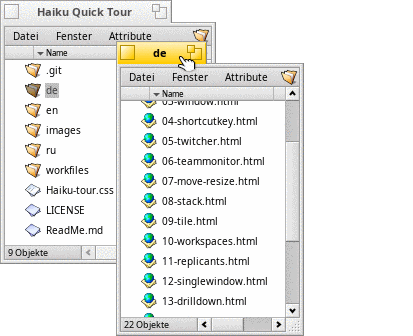 Haiku Quick Tour
Datei Fenster Attribute
Name
.git
de
en
images
ru
workfiles
Haiku-tour.css
LICENSE
ReadMe.md
9 Objekte
de
Datei Fenster Attribute
Name
03-window.html
04-shortcutkey.html
05-twitcher.html
06-teammonitor.html
07-move-resize.html
08-stack.html
09-tile.html
10-workspaces.html
11-replicants.html
12-singlewindow.html
13-drilldown.html
22 Objekte